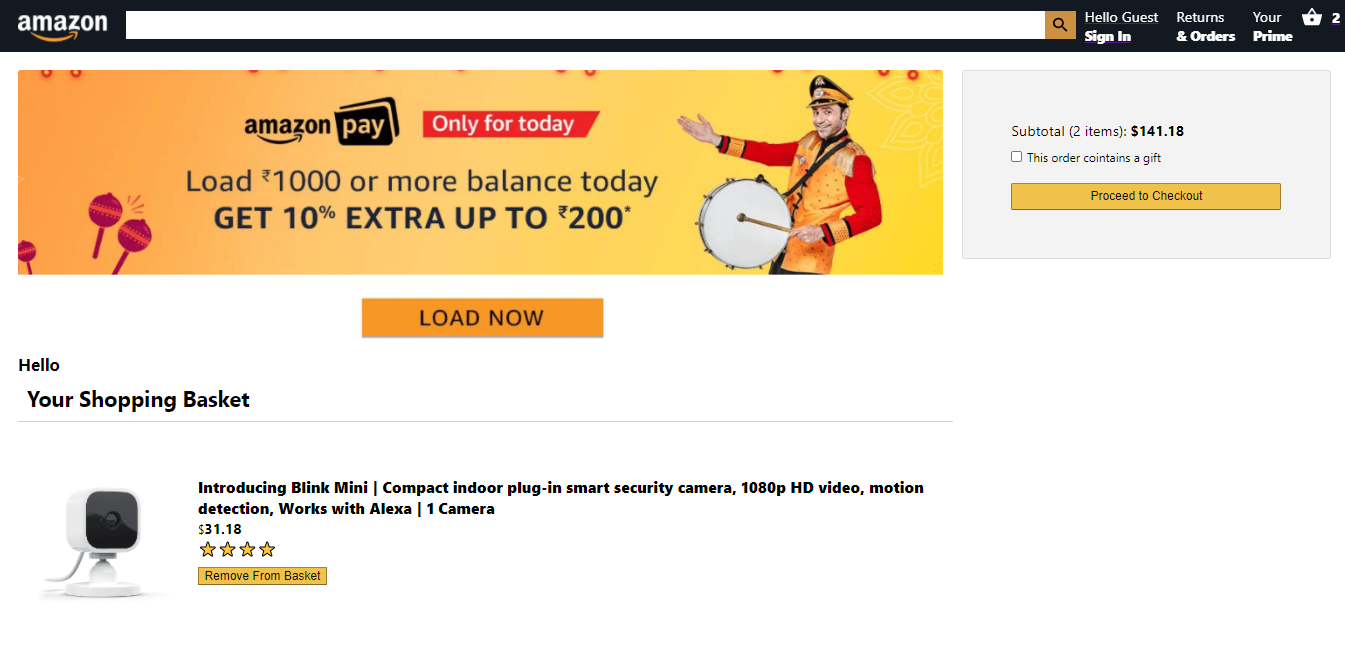 amazon
Hello Guest
Sign In
Returns
& Orders
Your
Prime
2
amazon pay
Only for today
Load ₹1000 or more balance today
GET 10% EXTRA UP TO ₹200*
LOAD NOW
Subtotal (2 items): $141.18
This order cointains a gift
Proceed to Checkout
Hello
Your Shopping Basket
Introducing Blink Mini | Compact indoor plug-in smart security camera, 1080p HD video, motion
detection, Works with Alexa | 1 Camera
$31.18
Remove From Basket